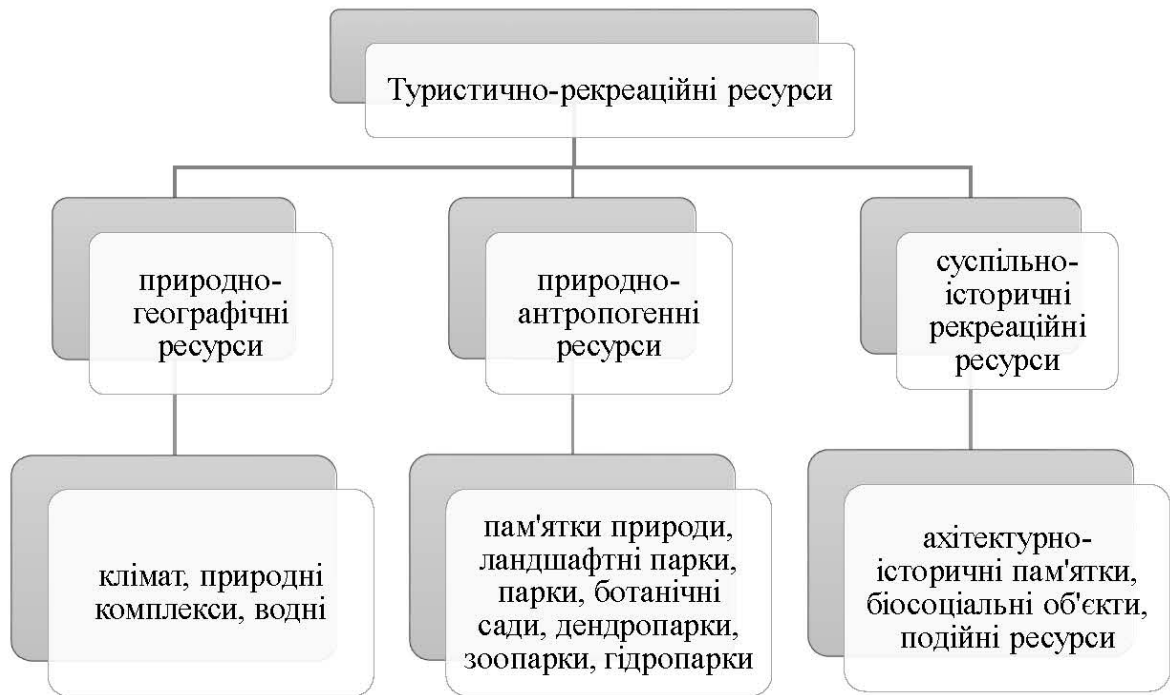 Туристично-рекреаційні ресурси
природно-
географічні
ресурси
природно-
антропогенні
ресурси
суспільно-
історичні
рекреаційні
ресурси
клімат, природні
комплекси, водні
пам'ятки природи,
ландшафтні парки,
парки, ботанічні
сади, дендропарки,
зоопарки, гідропарки
ахітектурно-
історичні пам'ятки,
біосоціальні об'єкти,
подійні ресурси